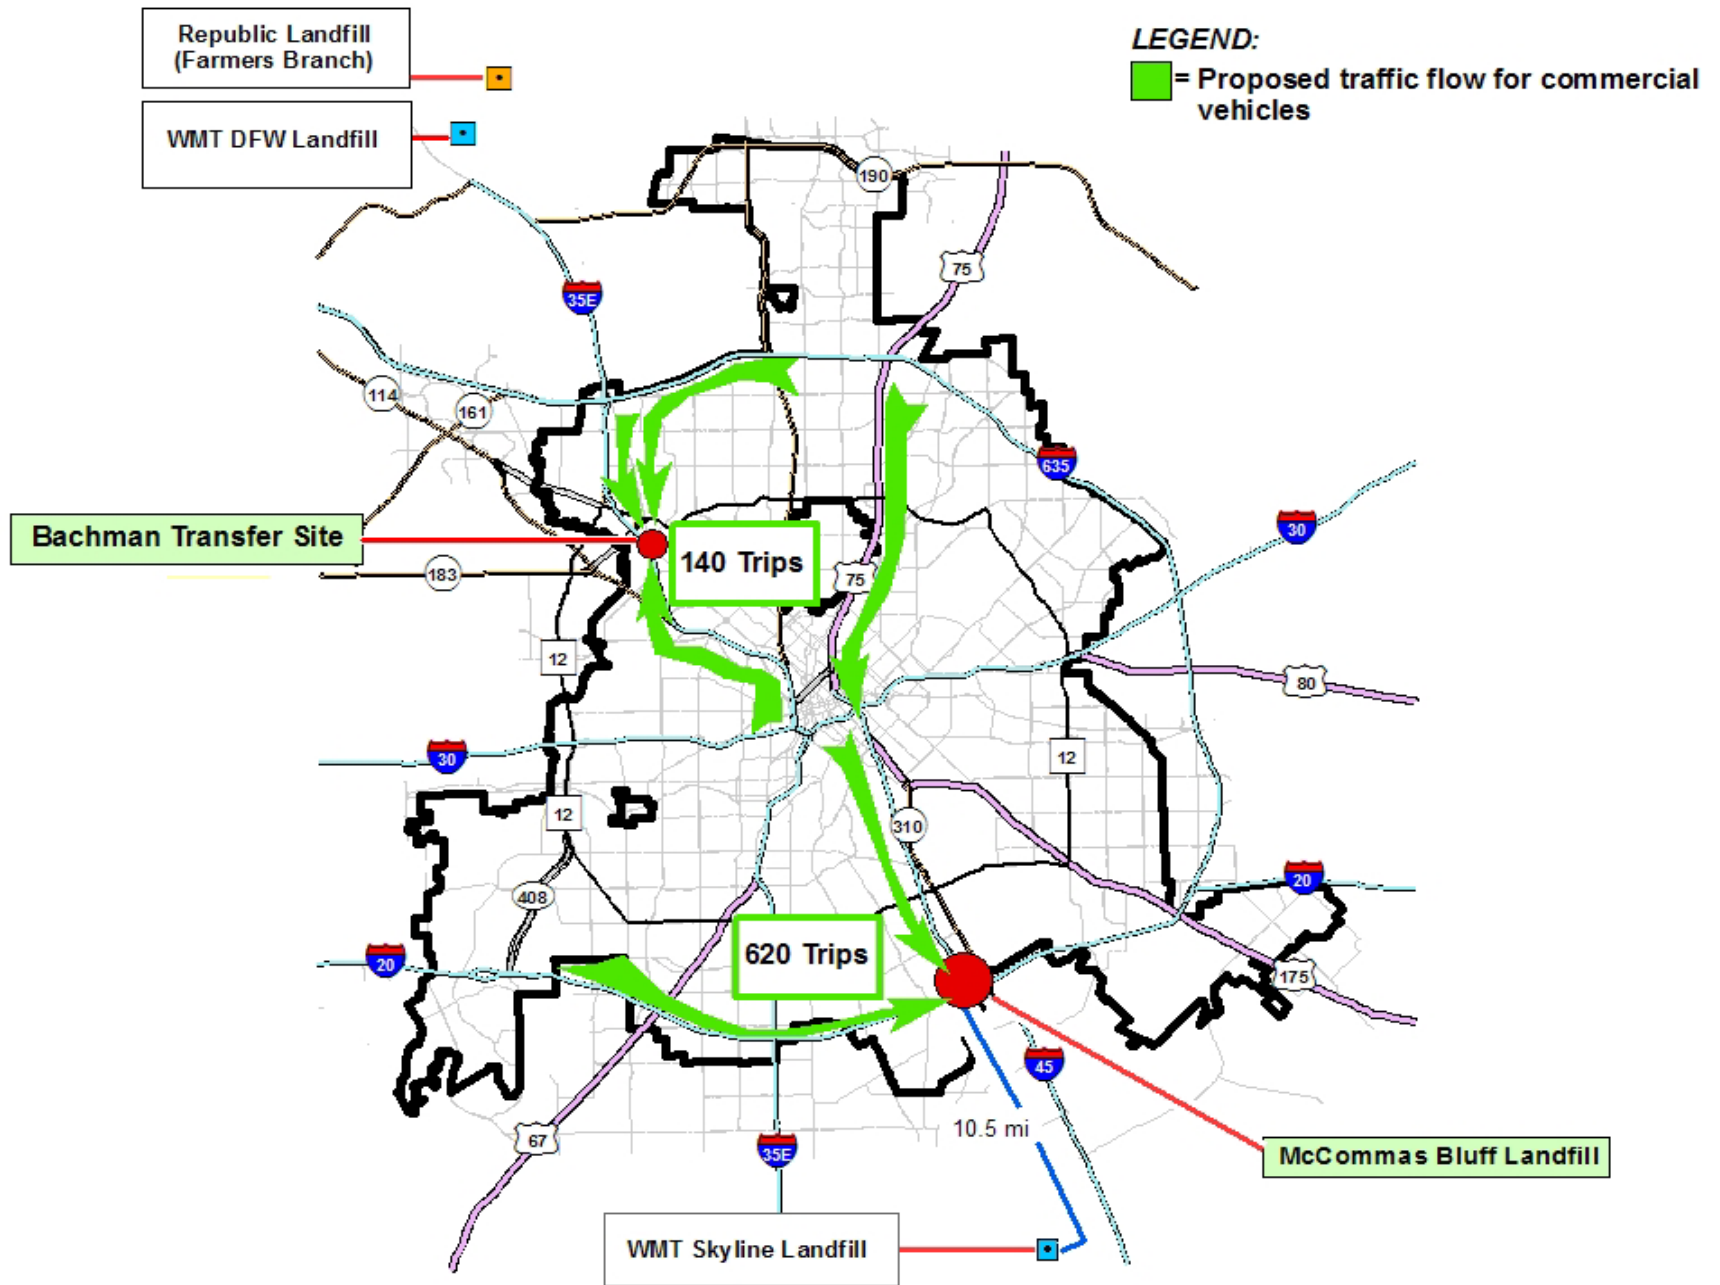 Republic Landfill
(Farmers Branch)
LEGEND:
= Proposed traffic flow for commercial
vehicles
WMT DFW Landfill
190
75
35E
114
161
635
30
Bachman Transfer Site
140 Trips
183
75
12
80
30
12
12
310
408
20
620 Trips
20
175
45
10.5 mi
67
35E
McCommas Bluff Landfill
WMT Skyline Landfill